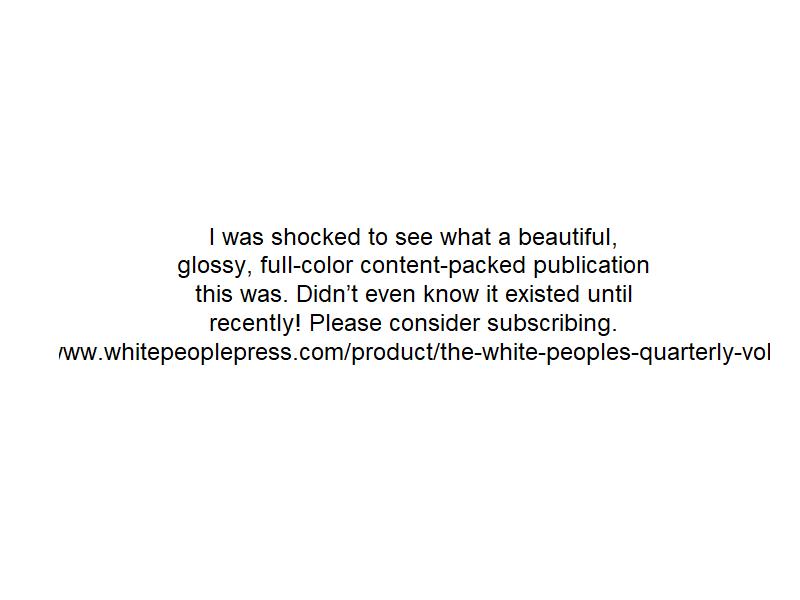 I was shocked to see what a beautiful,
glossy, full-color content-packed publication
this was. Didn’t even know it existed until
recently! Please consider subscribing.
ww.whitepeoplepress.com/product/the-white-peoples-quarterly-vol